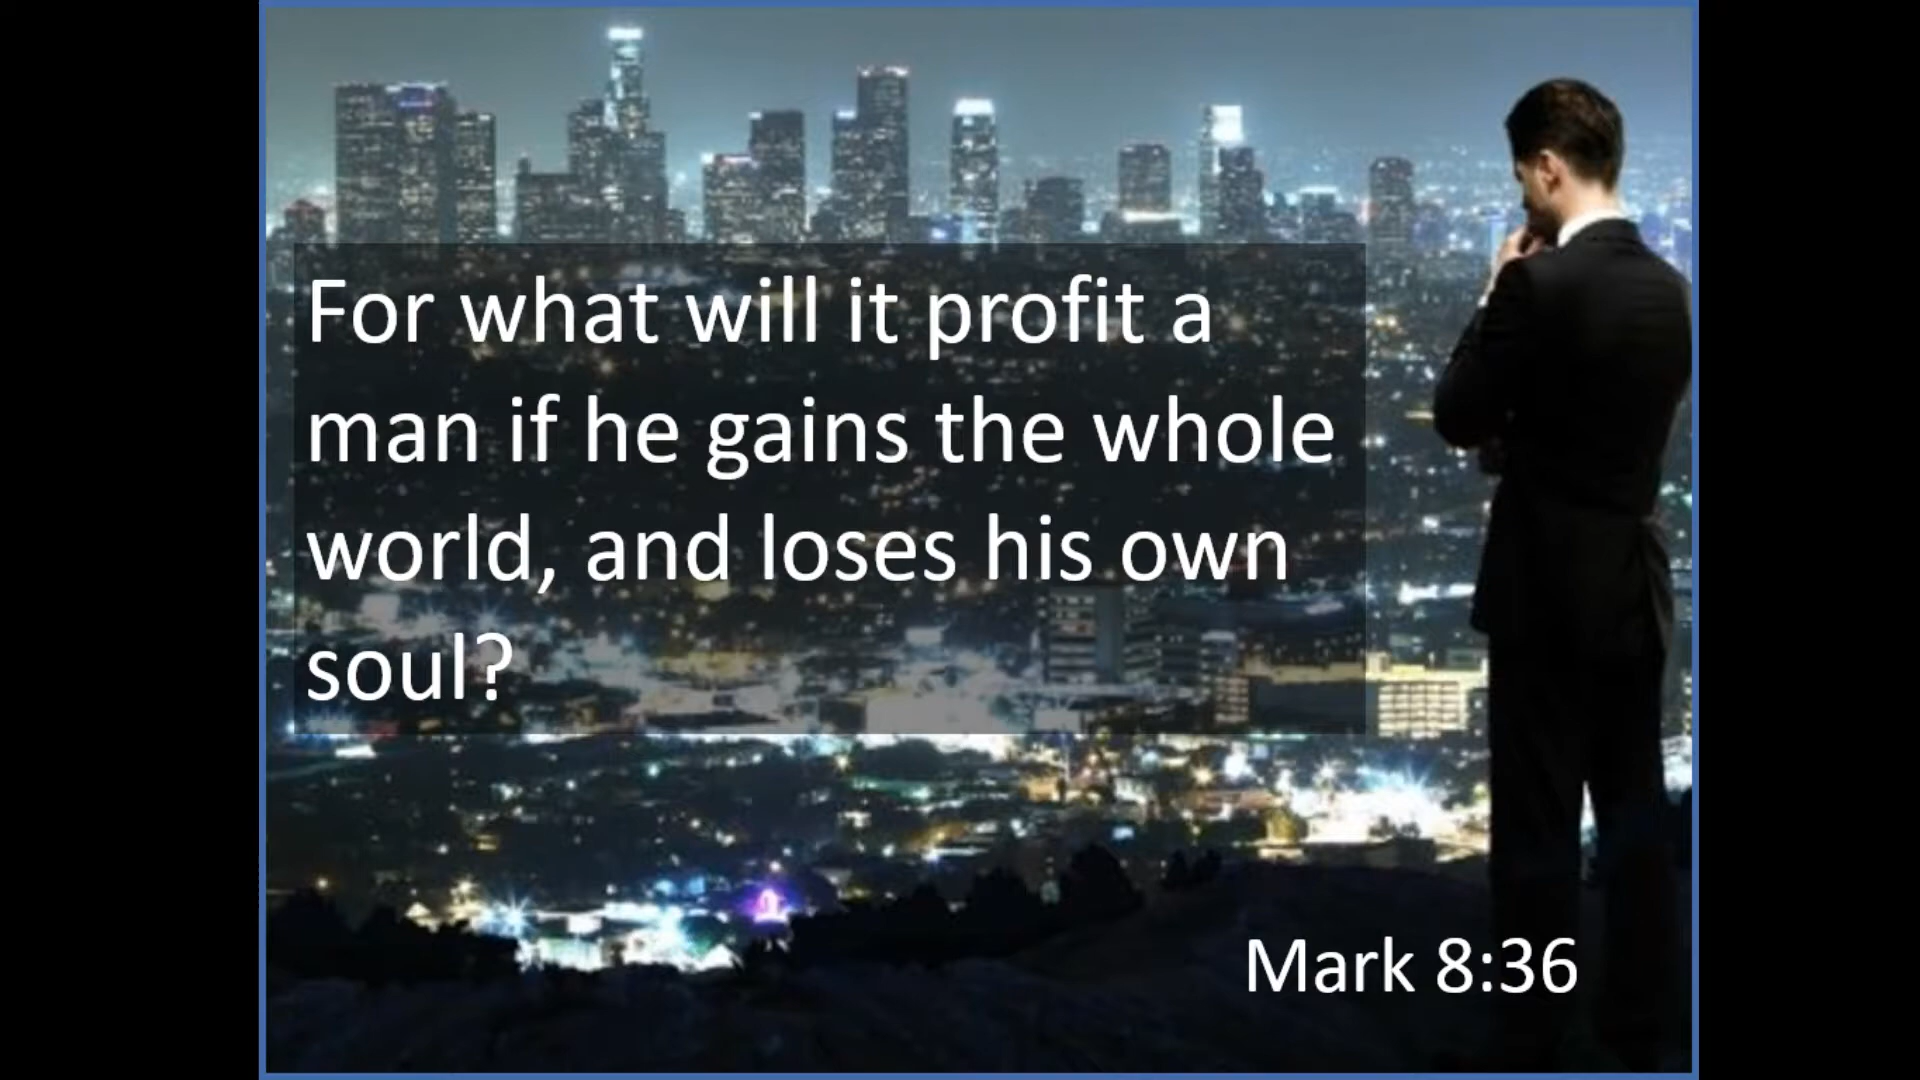 For what will it profit a
man if he gains the whole
world, and loses his own
soul?
Mark 8:36